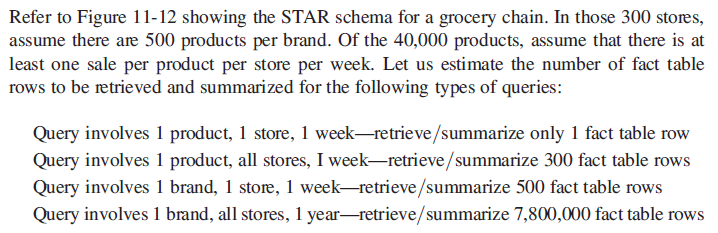 Refer to Figure 11-12 showing the STAR schema for a grocery chain. In those 300 stores,
assume there are 500 products per brand. Of the 40,000 products, assume that there is at
least one sale per product per store per week. Let us estimate the number of fact table
rows to be retrieved and summarized for the following types of queries:
Query involves 1 product, 1 store, 1 week—retrieve/summarize only 1 fact table row
Query involves 1 product, all stores, I week—retrieve/summarize 300 fact table rows
Query involves 1 brand, 1 store, 1 week—retrieve/summarize 500 fact table rows
Query involves 1 brand, all stores, 1 year—retrieve/summarize 7,800,000 fact table rows